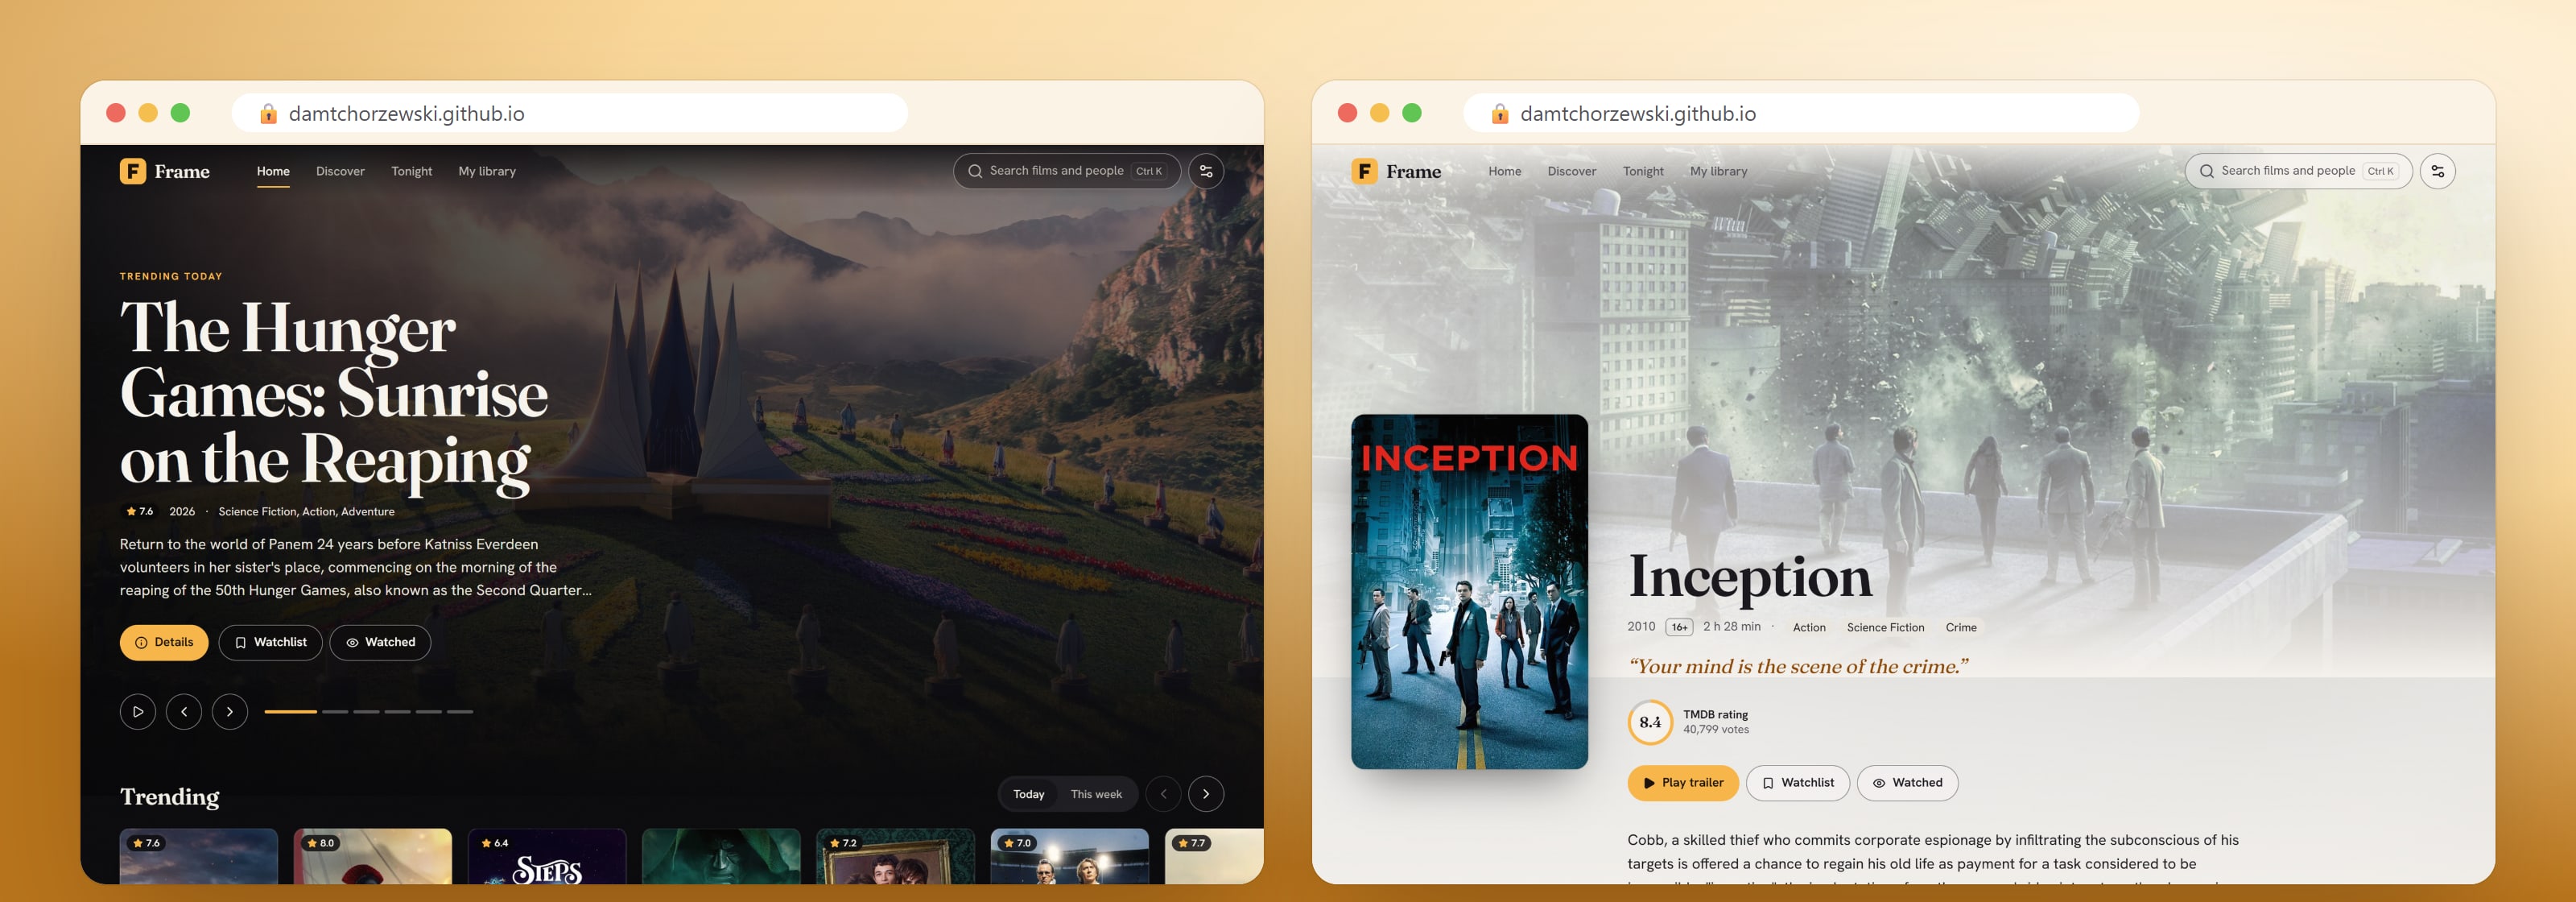 damtchorzewski.github.io
F Frame Home Discover Tonight My library Search films and people Ctrl K
TRENDING TODAY
The Hunger
Games: Sunrise
on the Reaping
7.6 2026 · Science Fiction, Action, Adventure
Return to the world of Panem 24 years before Katniss Everdeen
volunteers in her sister's place, commencing on the morning of the
reaping of the 50th Hunger Games, also known as the Second Quarter...
Details Watchlist Watched
Trending Today This week
7.6 8.0 6.4 7.2 7.0 7.7
STEPS
damtchorzewski.github.io
F Frame Home Discover Tonight My library Search films and people Ctrl K
INCEPTION
Inception
2010 16+ 2 h 28 min · Action Science Fiction Crime
“Your mind is the scene of the crime.”
8.4 TMDB rating
40,799 votes
Play trailer Watchlist Watched
Cobb, a skilled thief who commits corporate espionage by infiltrating the subconscious of his
targets is offered a chance to regain his old life as payment for a task considered to be